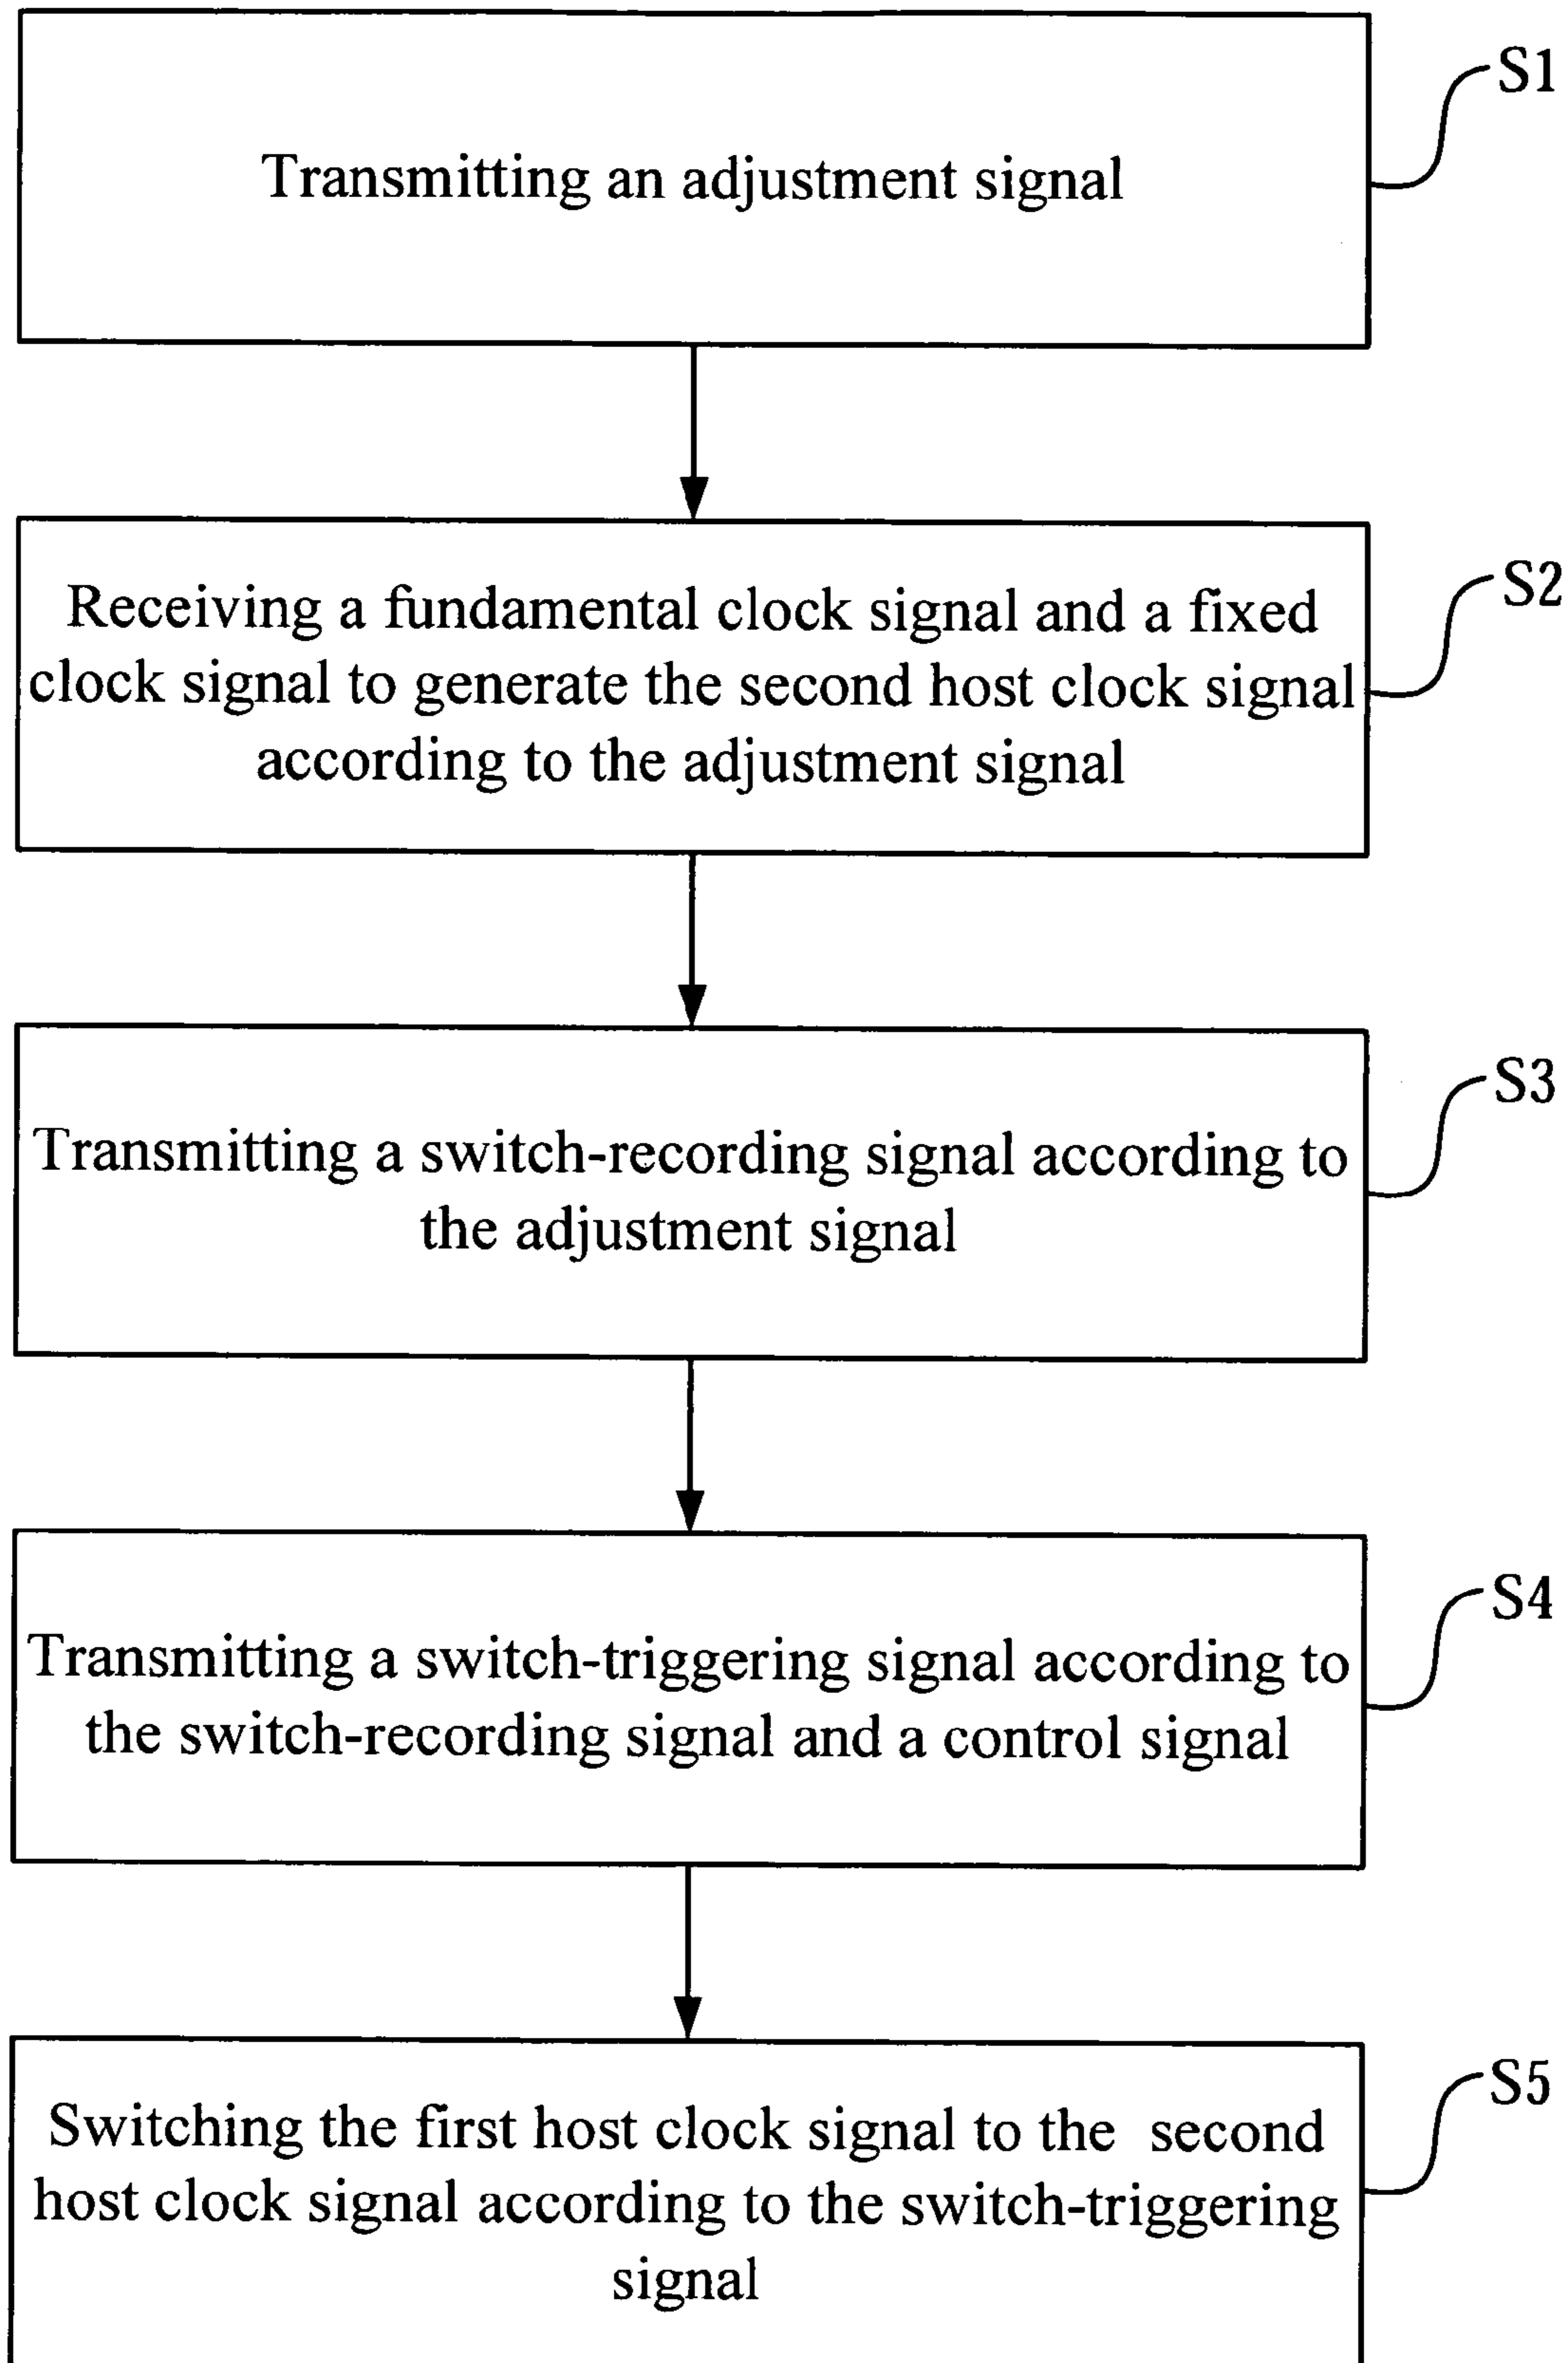 S1
Transmitting an adjustment signal
S2
Receiving a fundamental clock signal and a fixed
clock signal to generate the second host clock signal
according to the adjustment signal
S3
Transmitting a switch-recording signal according to
the adjustment signal
S4
Transmitting a switch-triggering signal according to
the switch-recording signal and a control signal
S5
Switching the first host clock signal to the second
host clock signal according to the switch-triggering
signal